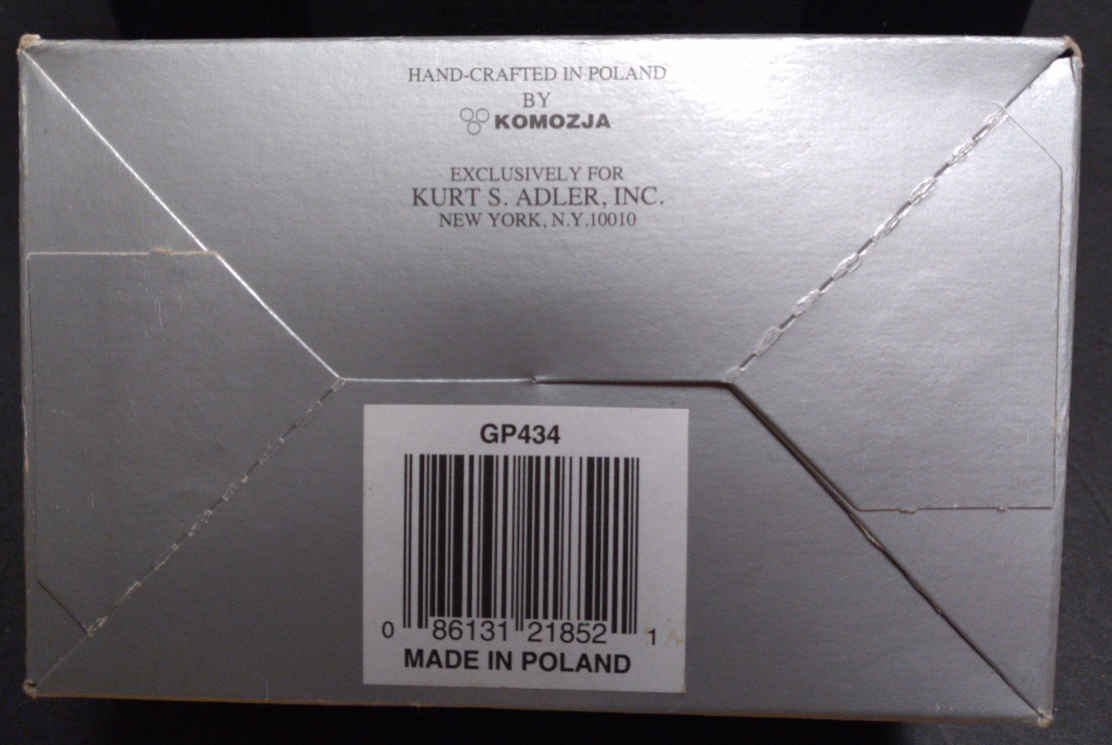 HAND-CRAFTED IN POLAND
BY
KOMOZJA
EXCLUSIVELY FOR
KURT S. ADLER, INC.
NEW YORK, N.Y.10010
GP434
0 86131 21852 1
MADE IN POLAND